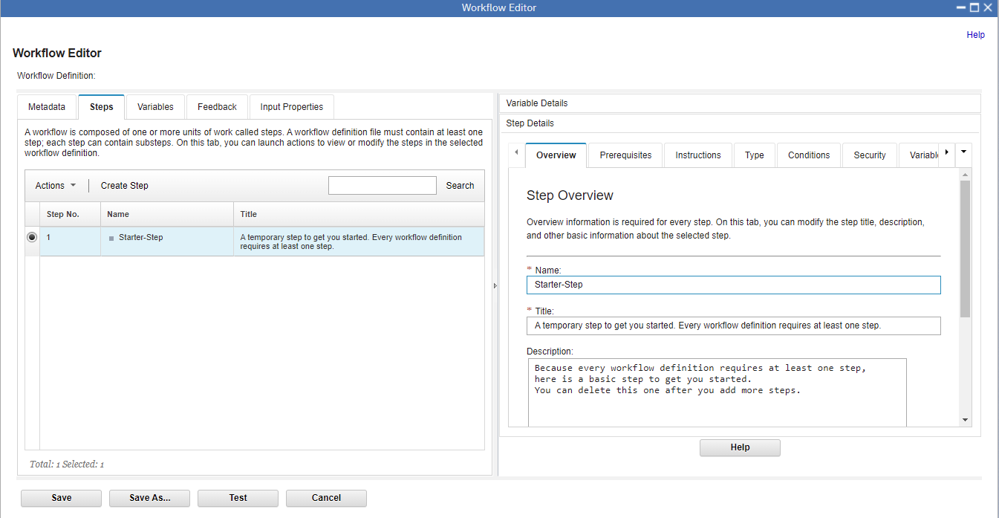 Workflow Editor
Help
Workflow Editor
Workflow Definition:
Metadata
Steps
Variables
Feedback
Input Properties
A workflow is composed of one or more units of work called steps. A workflow definition file must contain at least one
step; each step can contain substeps. On this tab, you can launch actions to view or modify the steps in the selected
workflow definition.
Actions
Create Step
Search
Step No.
Name
Title
1
Starter-Step
A temporary step to get you started. Every workflow definition
requires at least one step.
Total: 1 Selected: 1
Variable Details
Step Details
Overview
Prerequisites
Instructions
Type
Conditions
Security
Variabl
Step Overview
Overview information is required for every step. On this tab, you can modify the step title, description,
and other basic information about the selected step.
* Name:
Starter-Step
* Title:
A temporary step to get you started. Every workflow definition requires at least one step.
Description:
Because every workflow definition requires at least one step,
here is a basic step to get you started.
You can delete this one after you add more steps.
Help
Save
Save As...
Test
Cancel